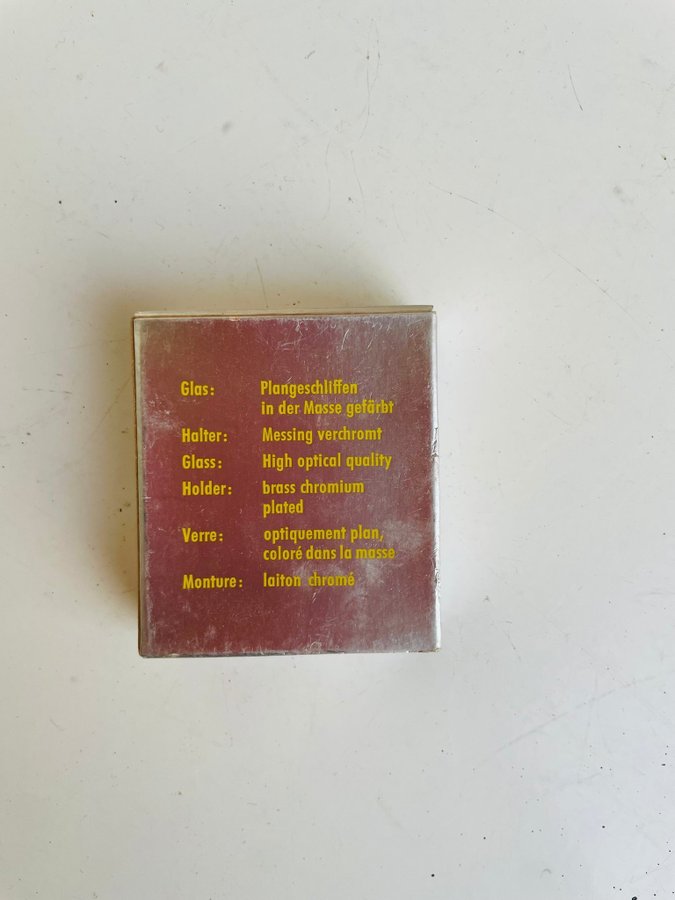 Glas: Plangeschliffen
in der Masse gefärbt
Halter: Messing verchromt
Glass: High optical quality
Holder: brass chromium
plated
Verre: optiquement plan,
coloré dans la masse
Monture: laiton chromé